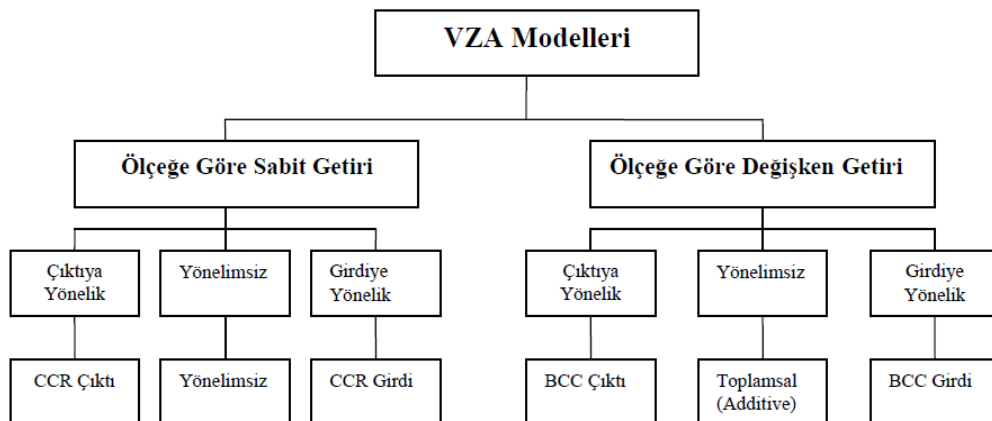 VZA Modelleri
Ölçeğe Göre Sabit Getiri
Ölçeğe Göre Değişken Getiri
Çıktıya
Yönelik
Yönelimsiz
Girdiye
Yönelik
Çıktıya
Yönelik
Yönelimsiz
Girdiye
Yönelik
CCR Çıktı
Yönelimsiz
CCR Girdi
BCC Çıktı
Toplamsal
(Additive)
BCC Girdi